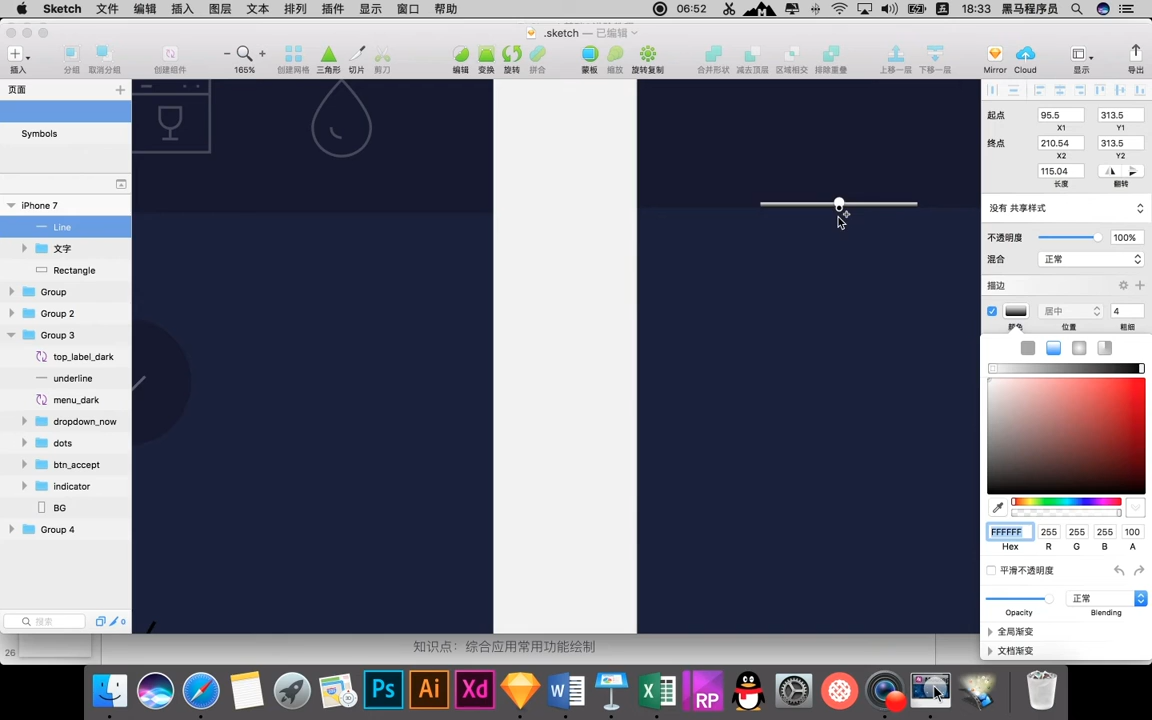 Sketch 文件 编辑 插入 图层 文本 排列 插件 显示 窗口 帮助 06:52 五 18:33 黑马程序员
.sketch — 已编辑
插入 分组 取消分组 创建组件 165% 创建网格 三角形 切片 剪刀 编辑 变换 旋转 拼合 蒙板 缩放 旋转复制 合并形状 减去顶层 区域相交 排除重叠 上移一层 下移一层 Mirror Cloud 显示 导出
页面
Symbols
iPhone 7
Line
文字
Rectangle
Group
Group 2
Group 3
top_label_dark
underline
menu_dark
dropdown_now
dots
btn_accept
indicator
BG
Group 4
搜索 0
起点 95.5 313.5
X1 Y1
终点 210.54 313.5
X2 Y2
115.04
长度 翻转
没有 共享样式
不透明度 100%
混合 正常
描边
居中 4
颜色 位置 粗细
FFFFFF 255 255 255 100
Hex R G B A
平滑不透明度
正常
Opacity Blending
全局渐变
文档渐变
26 知识点：综合应用常用功能绘制
Ps Ai Xd W X RP